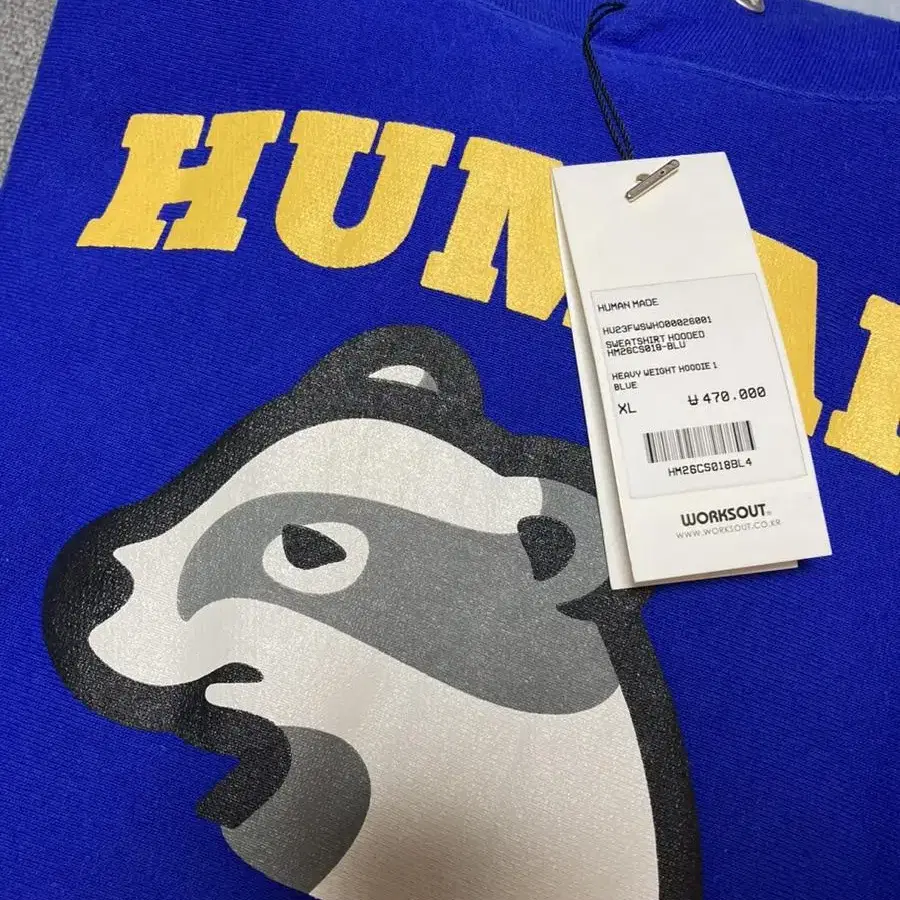 HUMA
HUMAN MADE
HU23FWSWHO00026001
SWEATSHIRT HOODED
HM26CS018-BLU
HEAVY WEIGHT HOODIE 1
BLUE
XL ₩470.000
HM26CS018BL4
WORKSOUT®
WWW.WORKSOUT.CO.KR